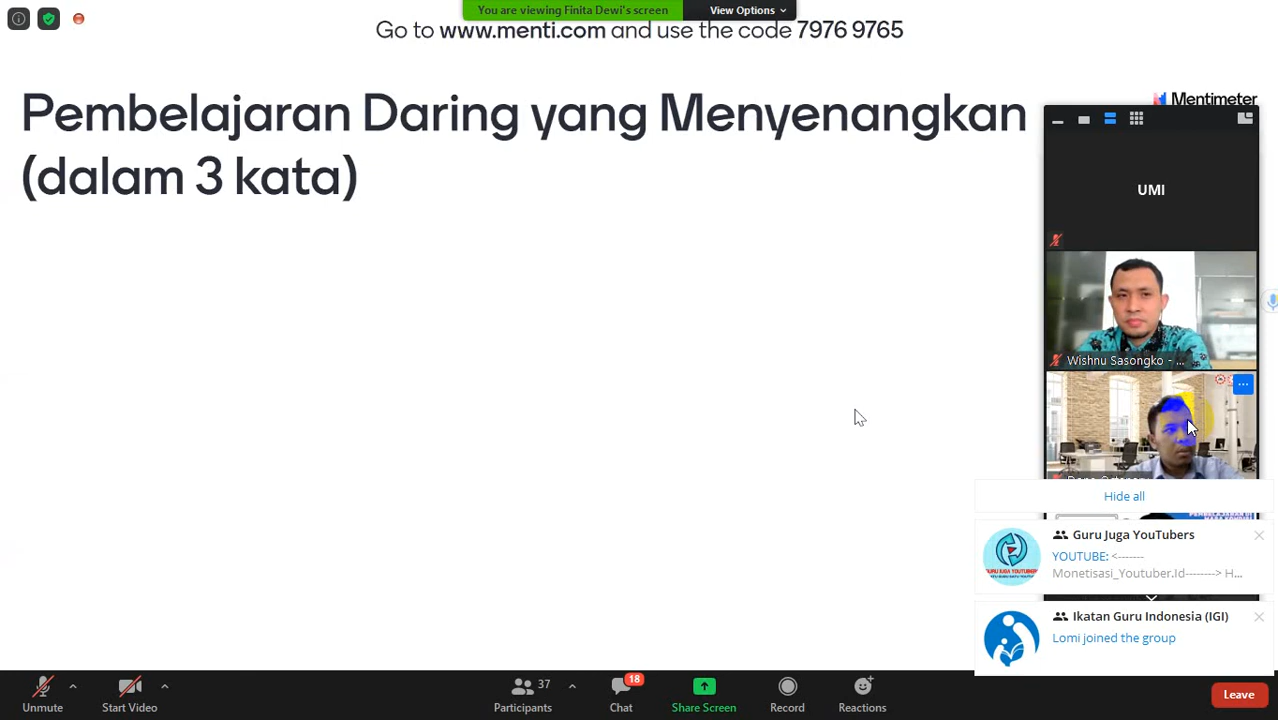 You are viewing Finita Dewi's screen
View Options
Go to www.menti.com and use the code 7976 9765
Pembelajaran Daring yang Menyenangkan
(dalam 3 kata)
Mentimeter
UMI
Wishnu Sasongko - ...
Hide all
Guru Juga YouTubers
YOUTUBE: <-------
Monetisasi_Youtuber.Id--------> H...
Ikatan Guru Indonesia (IGI)
Lomi joined the group
Unmute
Start Video
37
Participants
18
Chat
Share Screen
Record
Reactions
Leave